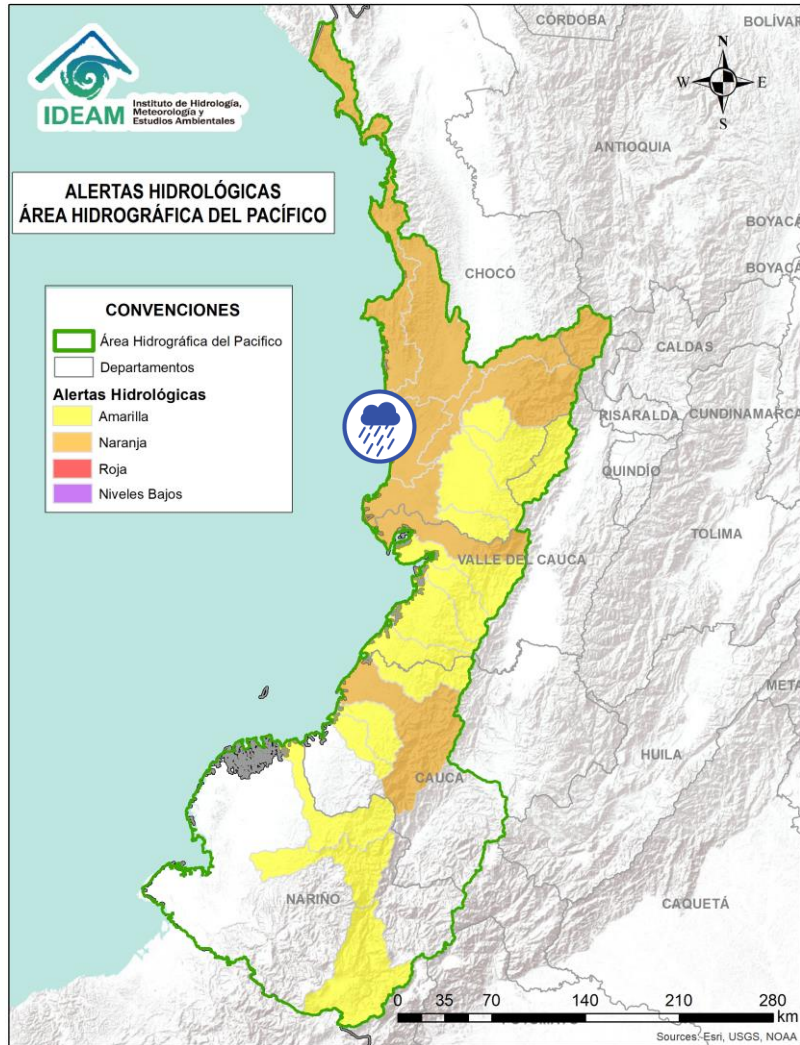 CÓRDOBA
BOLÍVAR
IDEAM
Instituto de Hidrología,
Meteorología y
Estudios Ambientales
N
W
E
S
ANTIOQUIA
ALERTAS HIDROLÓGICAS
ÁREA HIDROGRÁFICA DEL PACÍFICO
BOYACÁ
BOYACÁ
CHOCÓ
CONVENCIONES
Área Hidrográfica del Pacifico
Departamentos
Alertas Hidrológicas
Amarilla
Naranja
Roja
Niveles Bajos
CALDAS
RISARALDA
CUNDINAMARCA
QUINDÍO
TOLIMA
VALLE DEL CAUCA
META
HUILA
CAUCA
NARIÑO
CAQUETÁ
0 35 70 140 210 280
km
Sources: Esri, USGS, NOAA